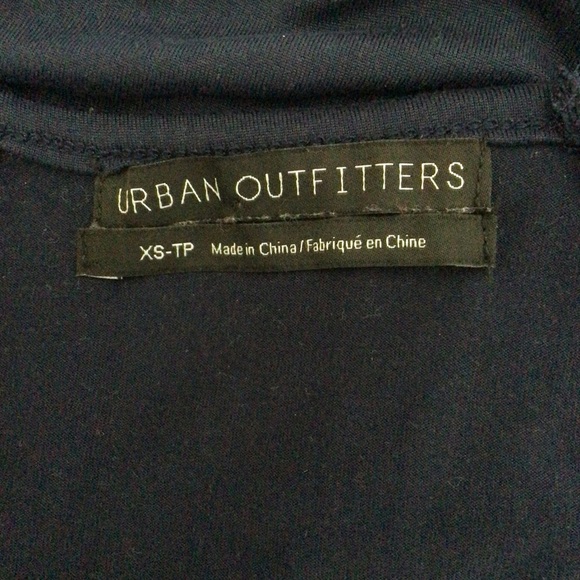 URBAN OUTFITTERS
XS-TP Made in China / Fabriqué en Chine